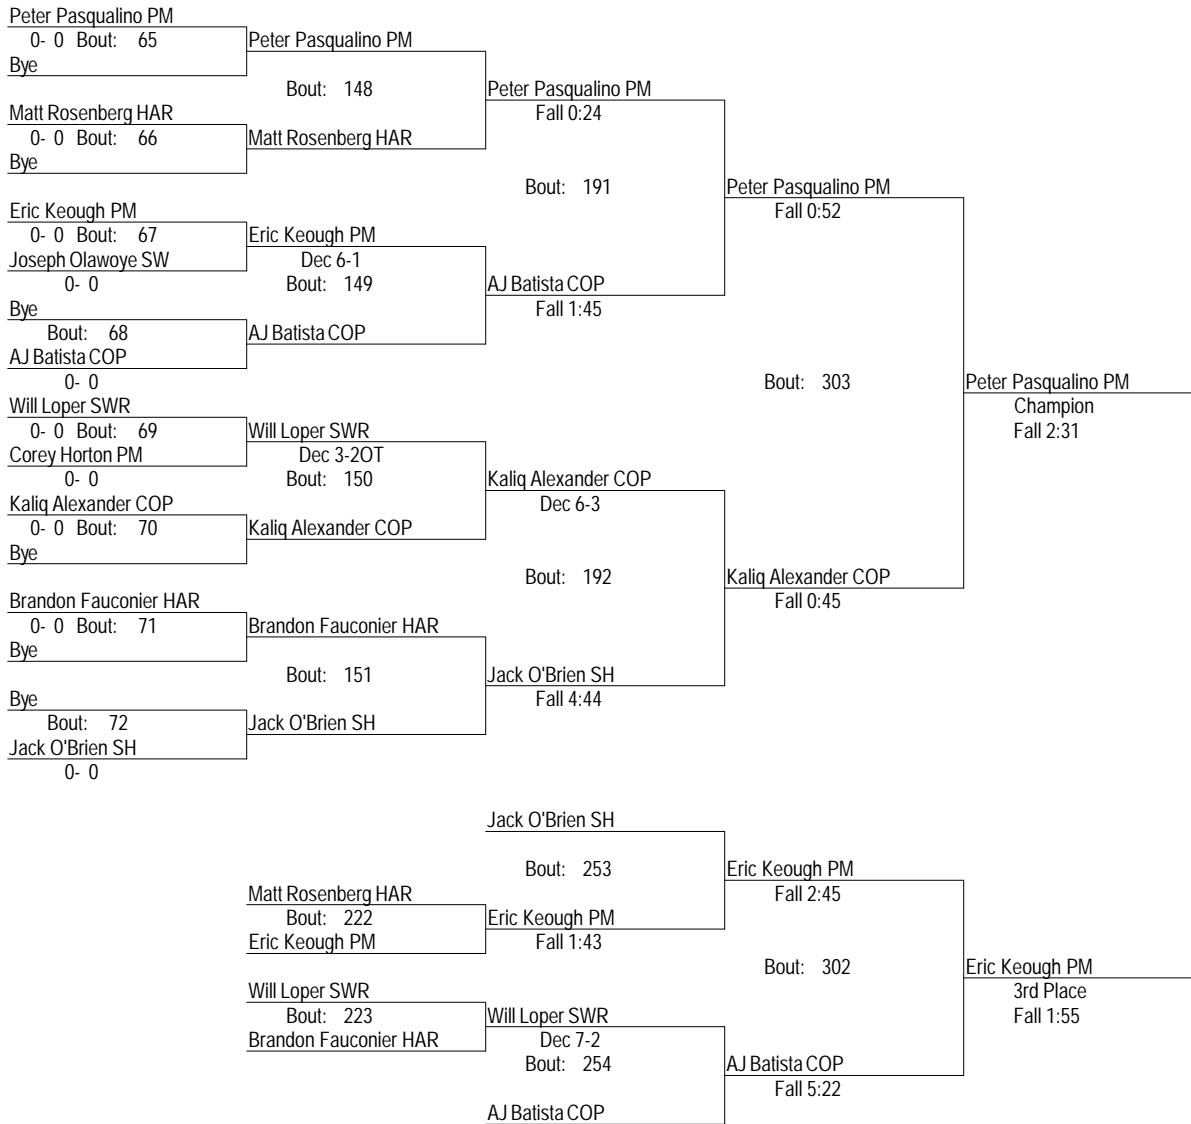 Peter Pasqualino PM
0- 0 Bout: 65
Peter Pasqualino PM
Bye
Bout: 148
Peter Pasqualino PM
Matt Rosenberg HAR
Fall 0:24
0- 0 Bout: 66
Matt Rosenberg HAR
Bye
Bout: 191
Peter Pasqualino PM
Eric Keough PM
Fall 0:52
0- 0 Bout: 67
Eric Keough PM
Joseph Olawoye SW
Dec 6-1
0- 0
Bout: 149
AJ Batista COP
Bye
Fall 1:45
Bout: 68
AJ Batista COP
AJ Batista COP
0- 0
Bout: 303
Peter Pasqualino PM
Will Loper SWR
Champion
0- 0 Bout: 69
Will Loper SWR
Fall 2:31
Corey Horton PM
Dec 3-2OT
0- 0
Bout: 150
Kaliq Alexander COP
Kaliq Alexander COP
Dec 6-3
0- 0 Bout: 70
Kaliq Alexander COP
Bye
Bout: 192
Kaliq Alexander COP
Brandon Fauconier HAR
Fall 0:45
0- 0 Bout: 71
Brandon Fauconier HAR
Bye
Bout: 151
Jack O'Brien SH
Bye
Fall 4:44
Bout: 72
Jack O'Brien SH
Jack O'Brien SH
0- 0
Jack O'Brien SH
Bout: 253
Eric Keough PM
Matt Rosenberg HAR
Fall 2:45
Bout: 222
Eric Keough PM
Eric Keough PM
Fall 1:43
Bout: 302
Eric Keough PM
Will Loper SWR
3rd Place
Bout: 223
Will Loper SWR
Fall 1:55
Brandon Fauconier HAR
Dec 7-2
Bout: 254
AJ Batista COP
Fall 5:22
AJ Batista COP